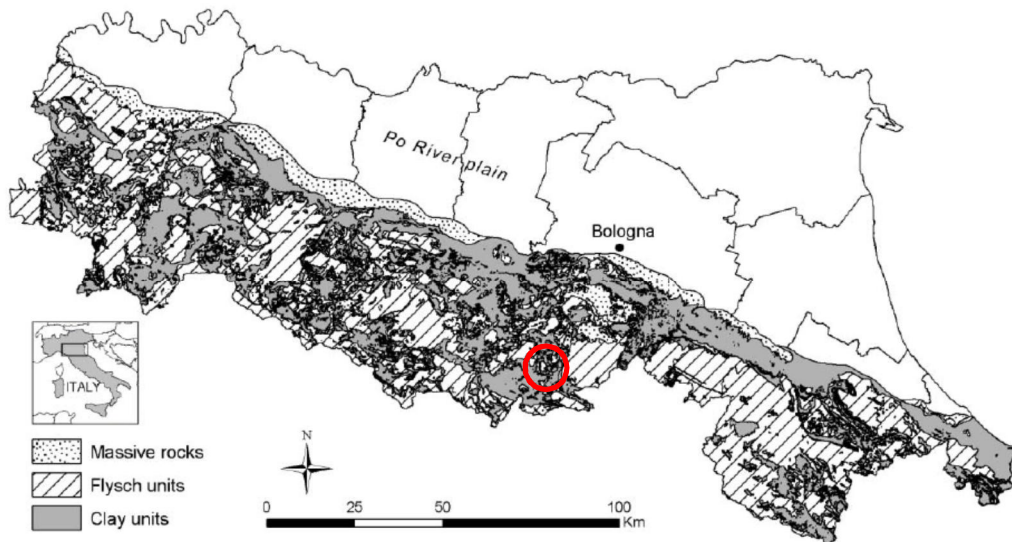 Po River plain
Bologna
ITALY
N
Massive rocks
Flysch units
Clay units
0 25 50 100
Km